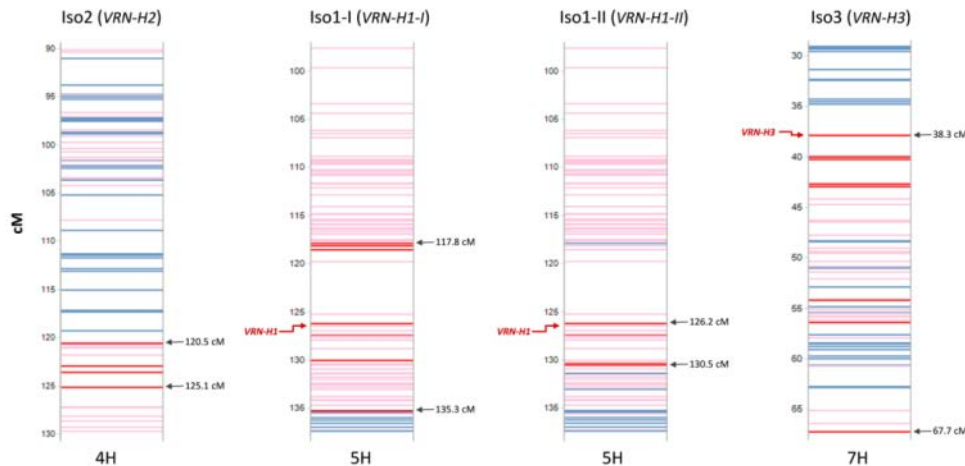 Iso2 (VRN-H2)
Iso1-I (VRN-H1-I)
Iso1-II (VRN-H1-II)
Iso3 (VRN-H3)
cM
90
95
100
105
110
115
120
125
130
120.5 cM
125.1 cM
4H
100
105
110
115
120
125
130
136
VRN-H1
117.8 cM
135.3 cM
5H
100
105
110
115
120
125
130
136
VRN-H1
126.2 cM
130.5 cM
5H
30
35
40
45
50
55
60
65
VRN-H3
38.3 cM
67.7 cM
7H